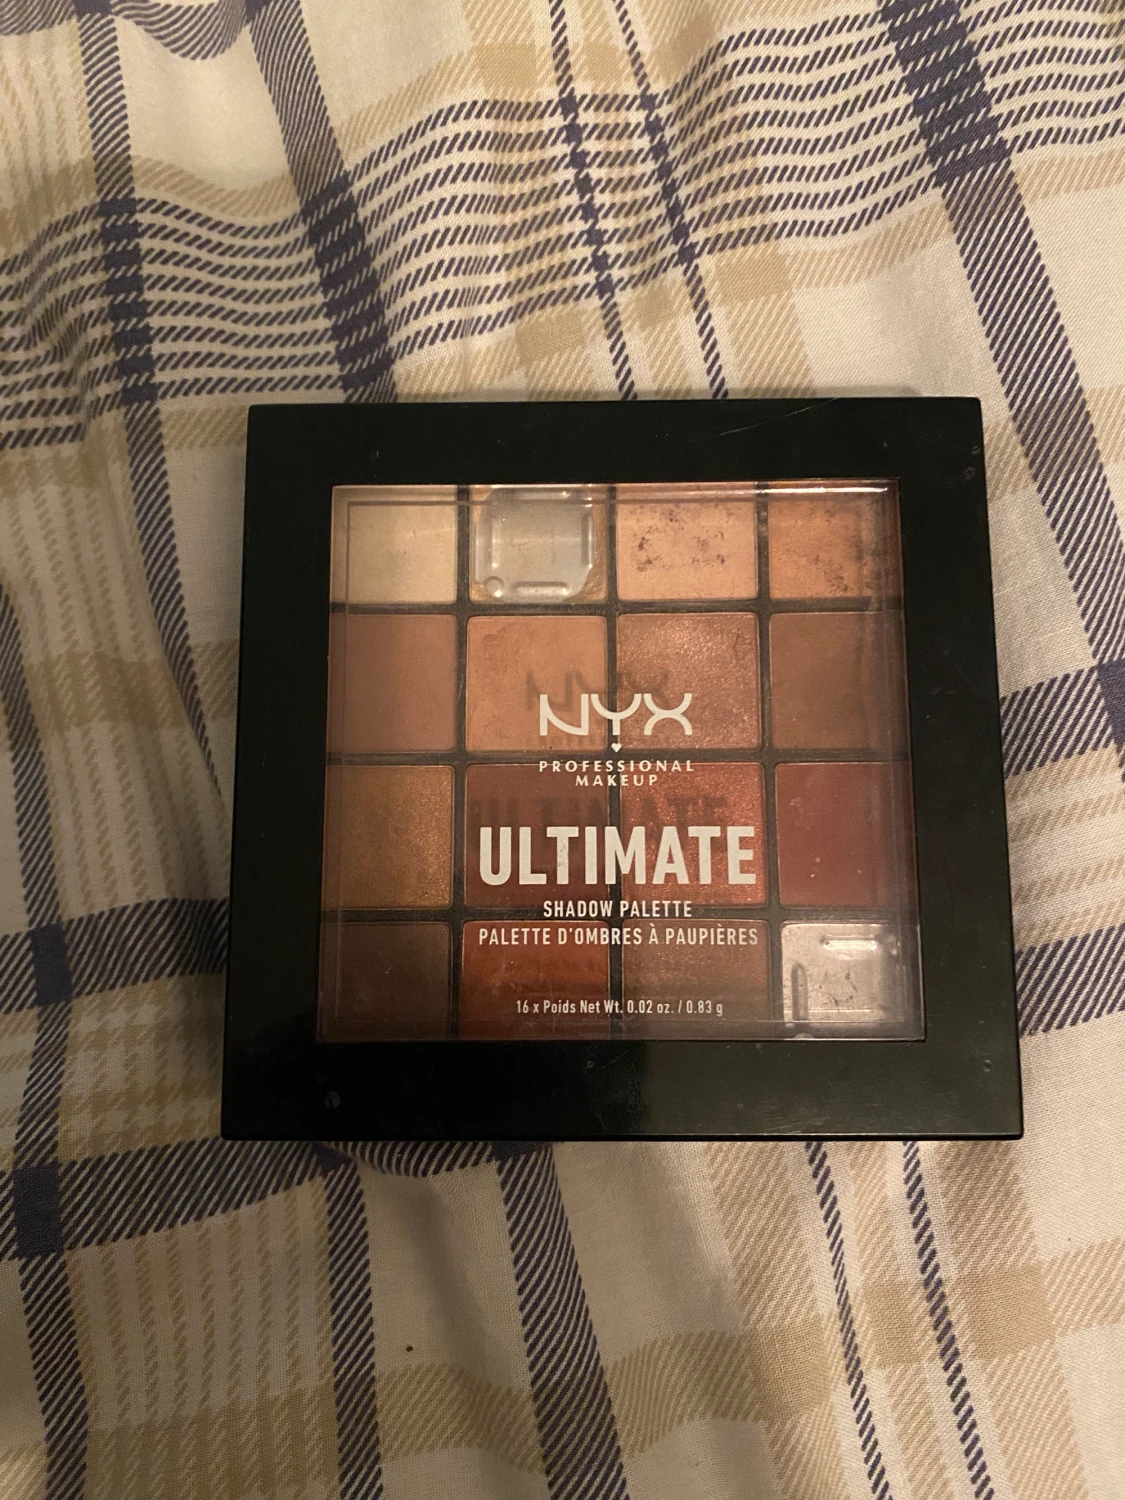 NYX
PROFESSIONAL
MAKEUP
ULTIMATE
SHADOW PALETTE
PALETTE D'OMBRES À PAUPIÈRES
16 x Poids Net Wt. 0.02 oz. / 0.83 g